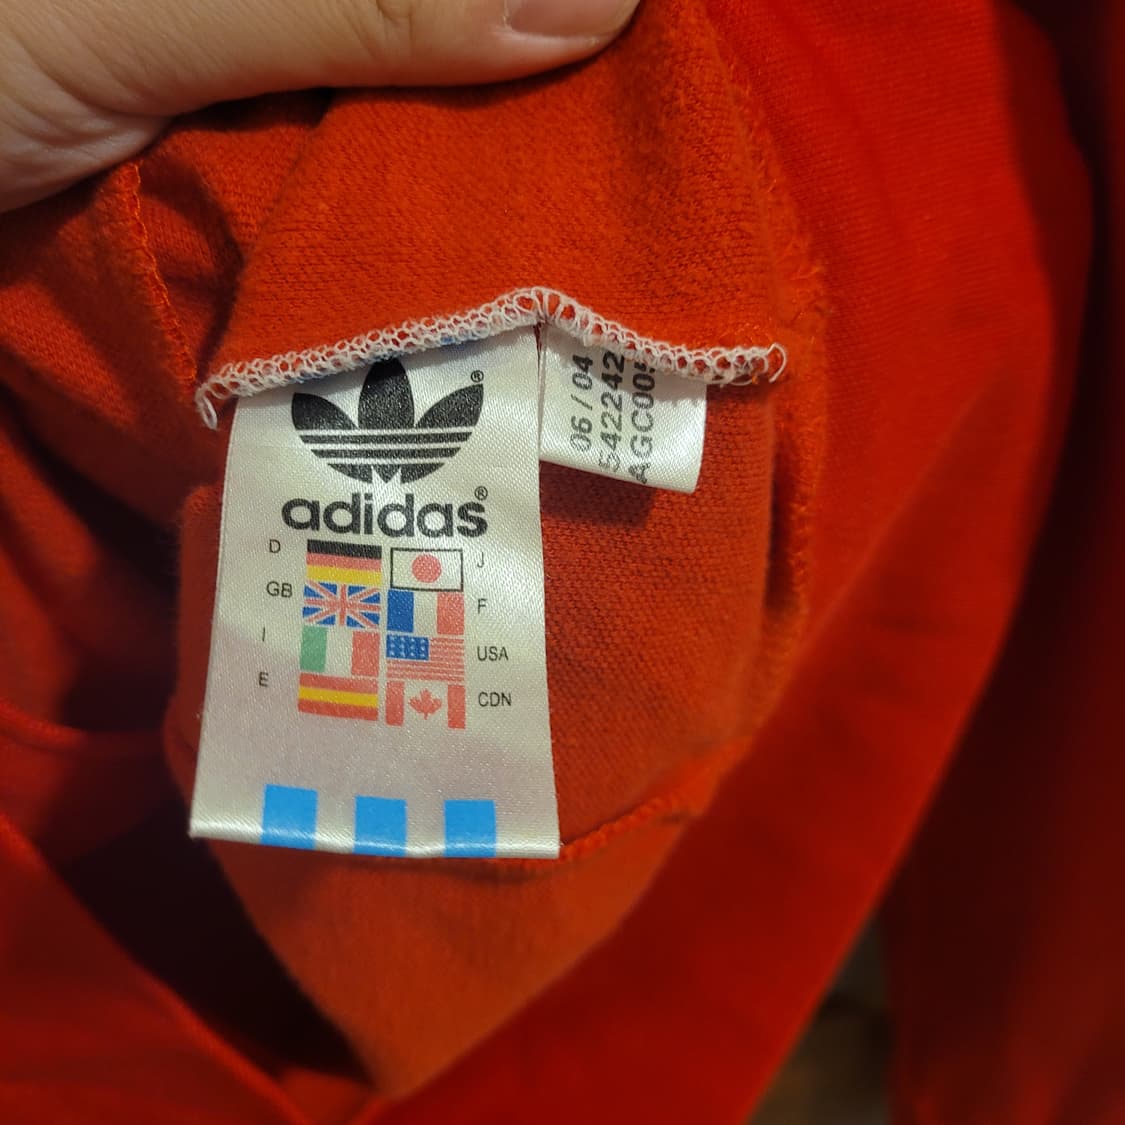 adidas®
D
J
GB
F
I
USA
E
CDN
06/04
542242